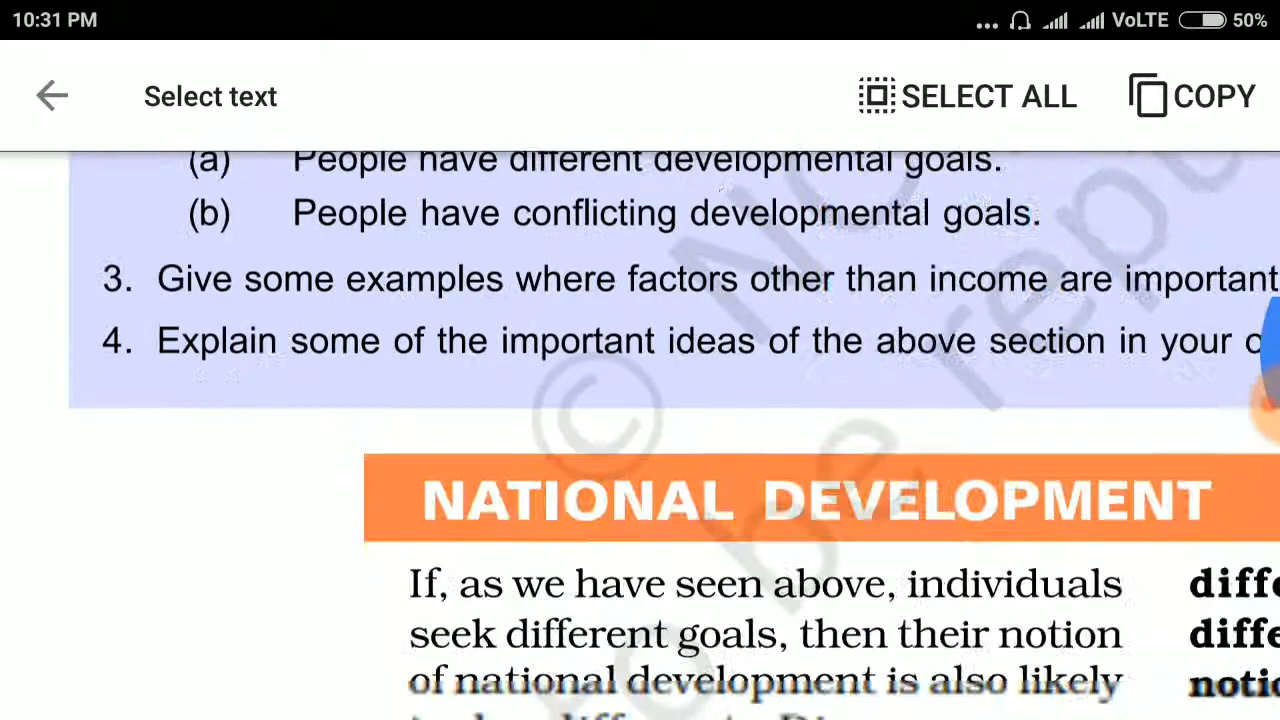 10:31 PM
... VoLTE 50%
Select text
SELECT ALL
COPY
(a) People have different developmental goals.
(b) People have conflicting developmental goals.
3. Give some examples where factors other than income are important
4. Explain some of the important ideas of the above section in your
© NC
be repu
NATIONAL DEVELOPMENT
If, as we have seen above, individuals
seek different goals, then their notion
of national development is also likely